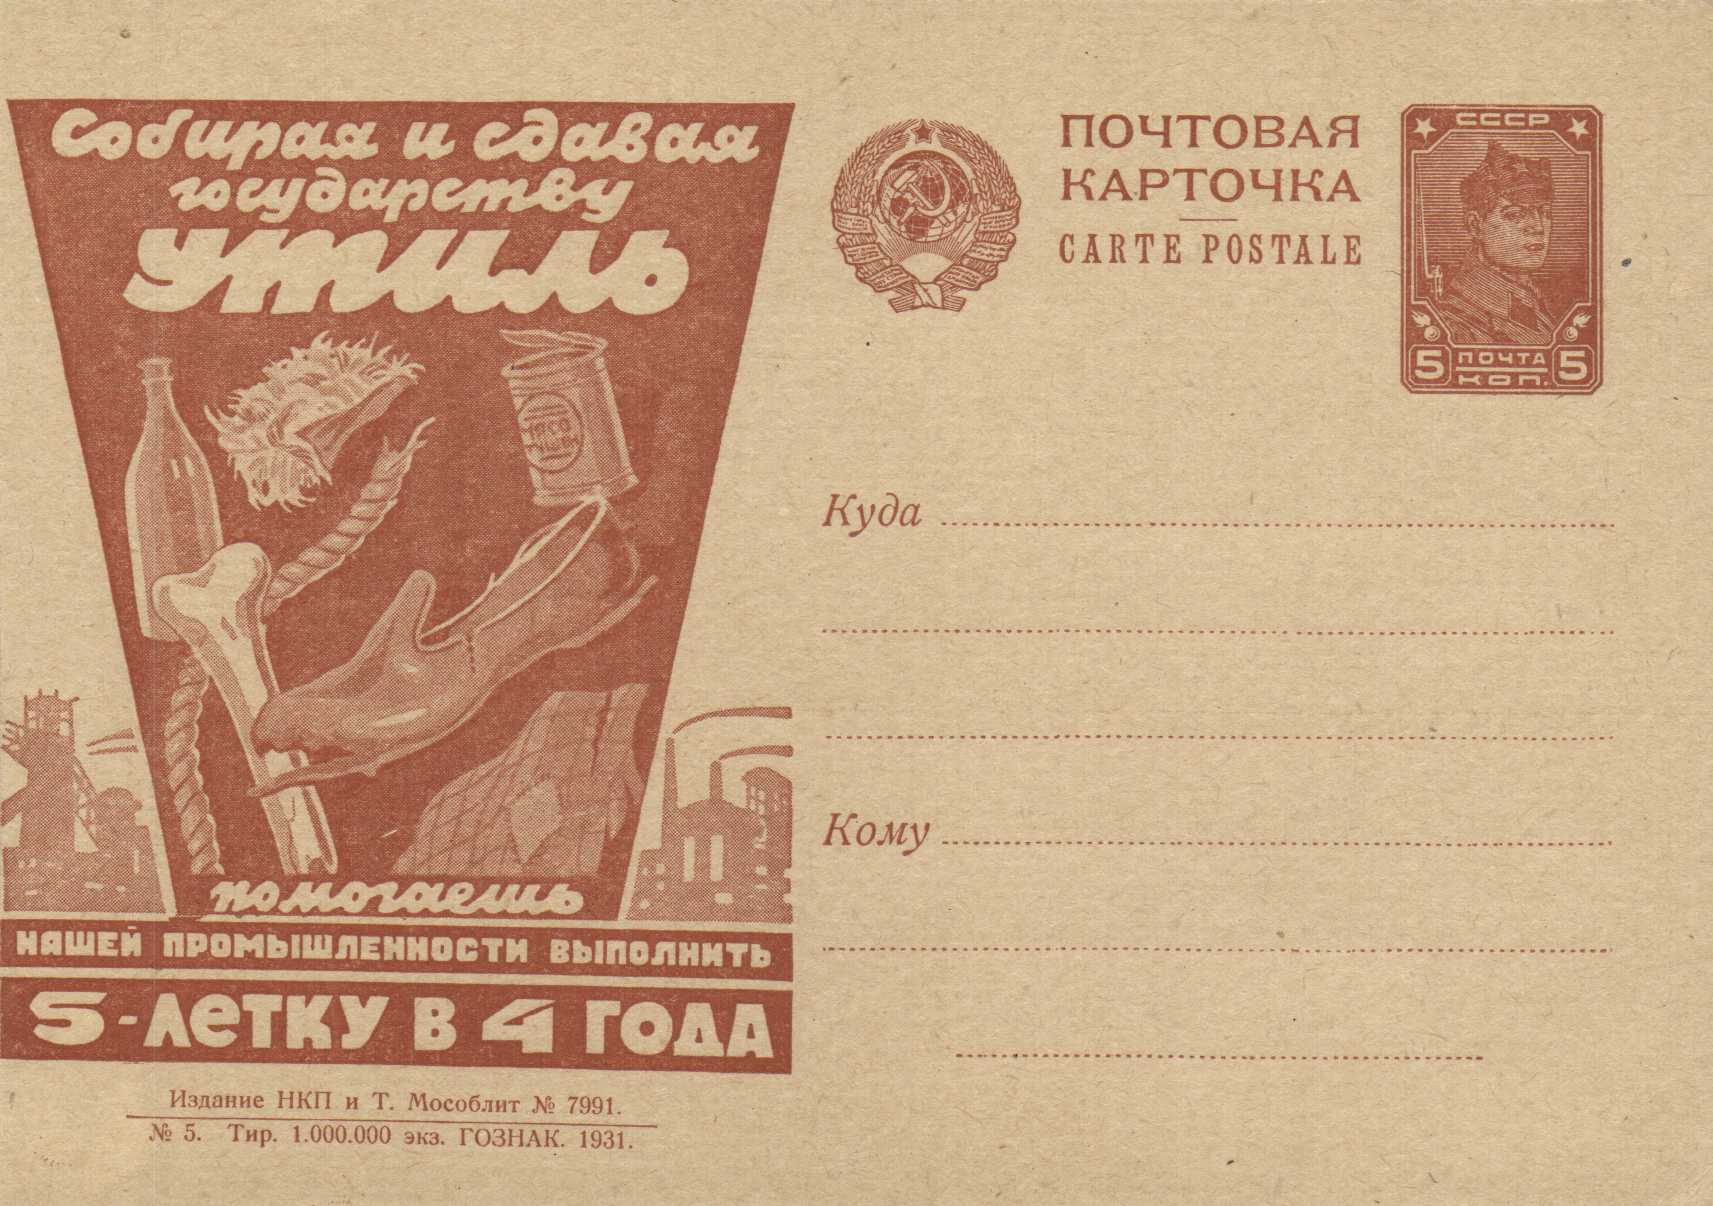 Собирая и сдавая
государству
утиль
помогаешь
НАШЕЙ ПРОМЫШЛЕННОСТИ ВЫПОЛНИТЬ
5-ЛЕТКУ В 4 ГОДА
Издание НКП и Т. Мособлит № 7991.
№ 5. Тир. 1.000.000 экз. ГОЗНАК. 1931.
ПОЧТОВАЯ
КАРТОЧКА
CARTE POSTALE
СССР
5 ПОЧТА 5
КОП.
Куда
Кому